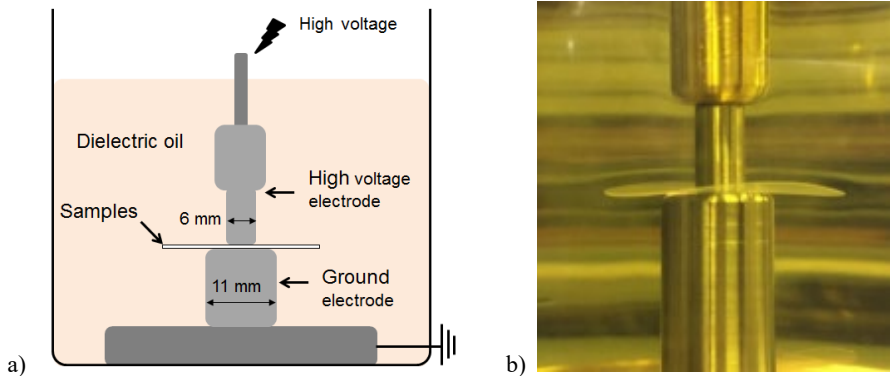 High voltage
Dielectric oil
High voltage
electrode
Samples
6 mm
11 mm
Ground
electrode
a)
b)